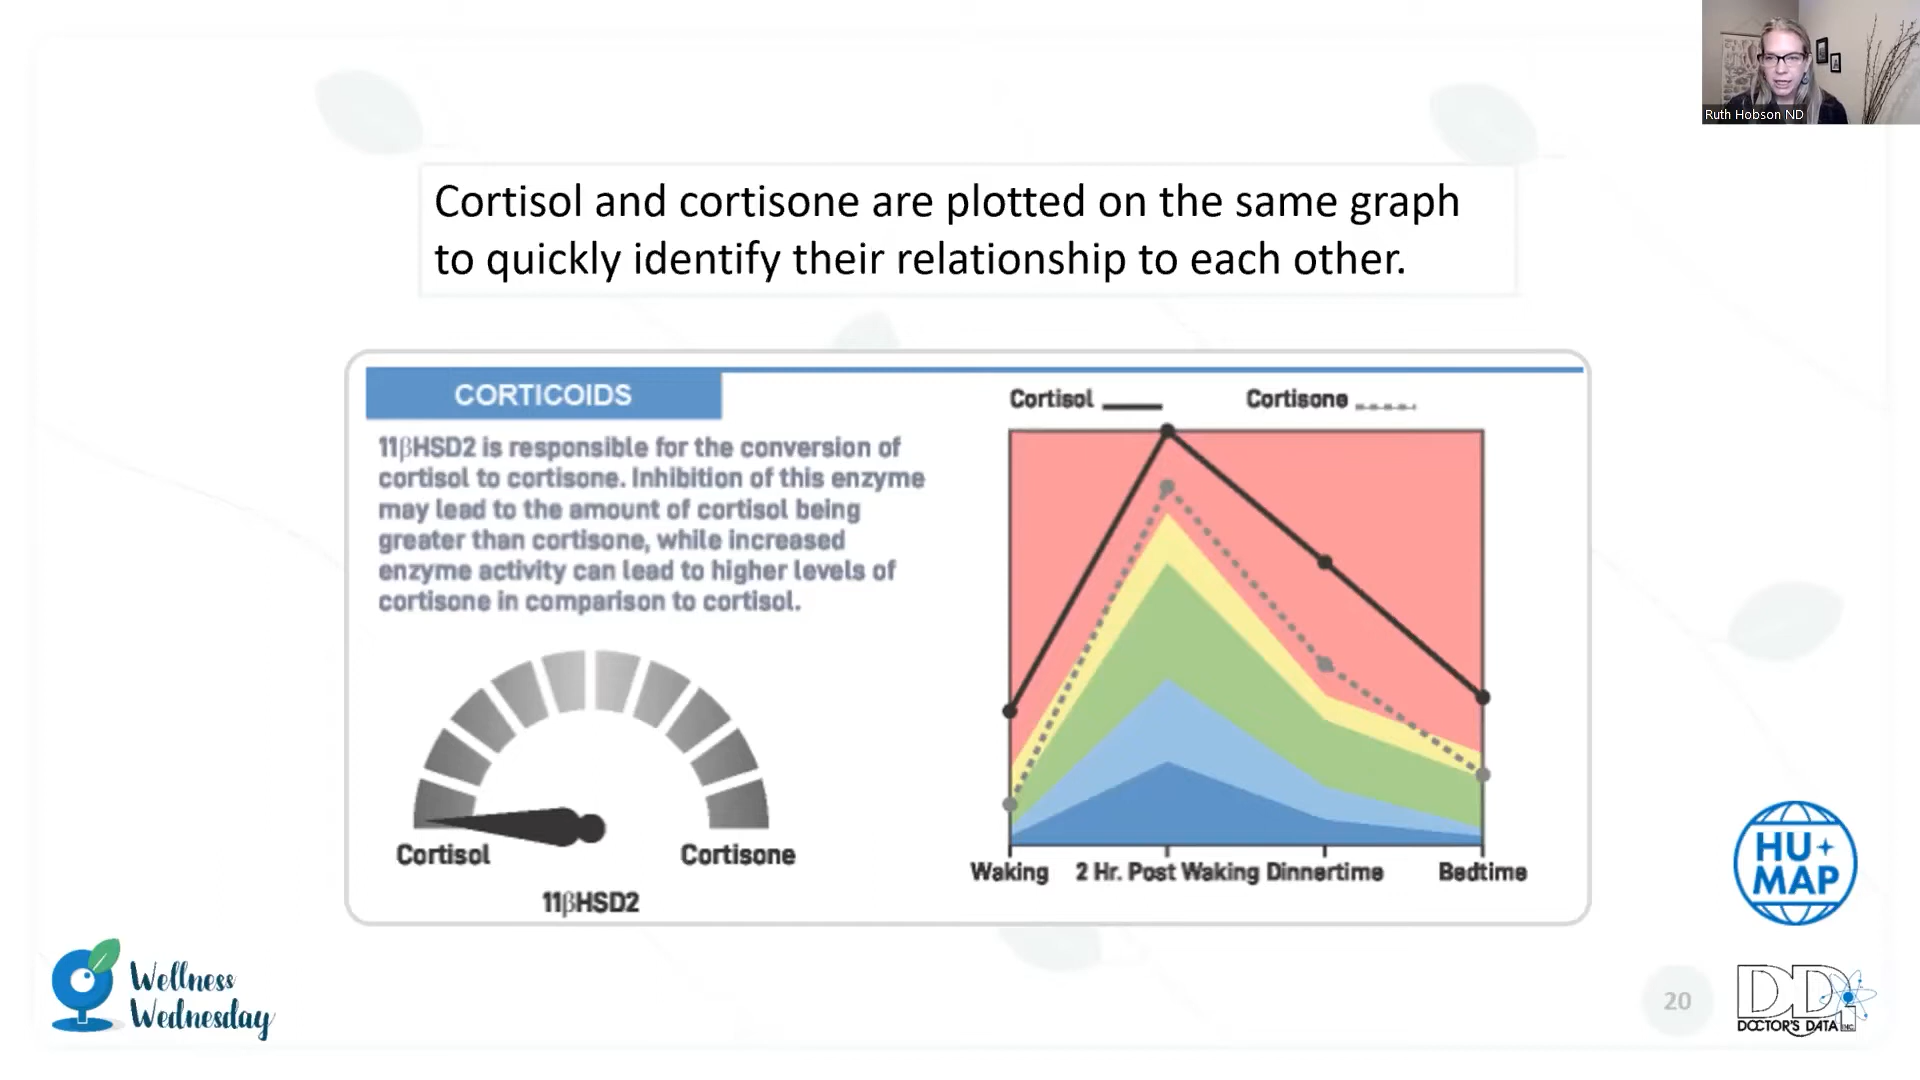 Ruth Hobson ND
Cortisol and cortisone are plotted on the same graph
to quickly identify their relationship to each other.
CORTICOIDS
11βHSD2 is responsible for the conversion of
cortisol to cortisone. Inhibition of this enzyme
may lead to the amount of cortisol being
greater than cortisone, while increased
enzyme activity can lead to higher levels of
cortisone in comparison to cortisol.
Cortisol
Cortisone
11βHSD2
Cortisol
Cortisone
Waking
2 Hr. Post Waking
Dinnertime
Bedtime
HU+
MAP
Wellness
Wednesday
20
DDI
DOCTOR'S DATA INC.